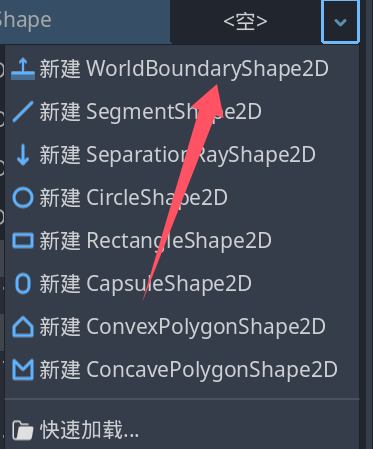 Shape <空>
新建 WorldBoundaryShape2D
新建 SegmentShape2D
新建 SeparationRayShape2D
新建 CircleShape2D
新建 RectangleShape2D
新建 CapsuleShape2D
新建 ConvexPolygonShape2D
新建 ConcavePolygonShape2D
快速加载...